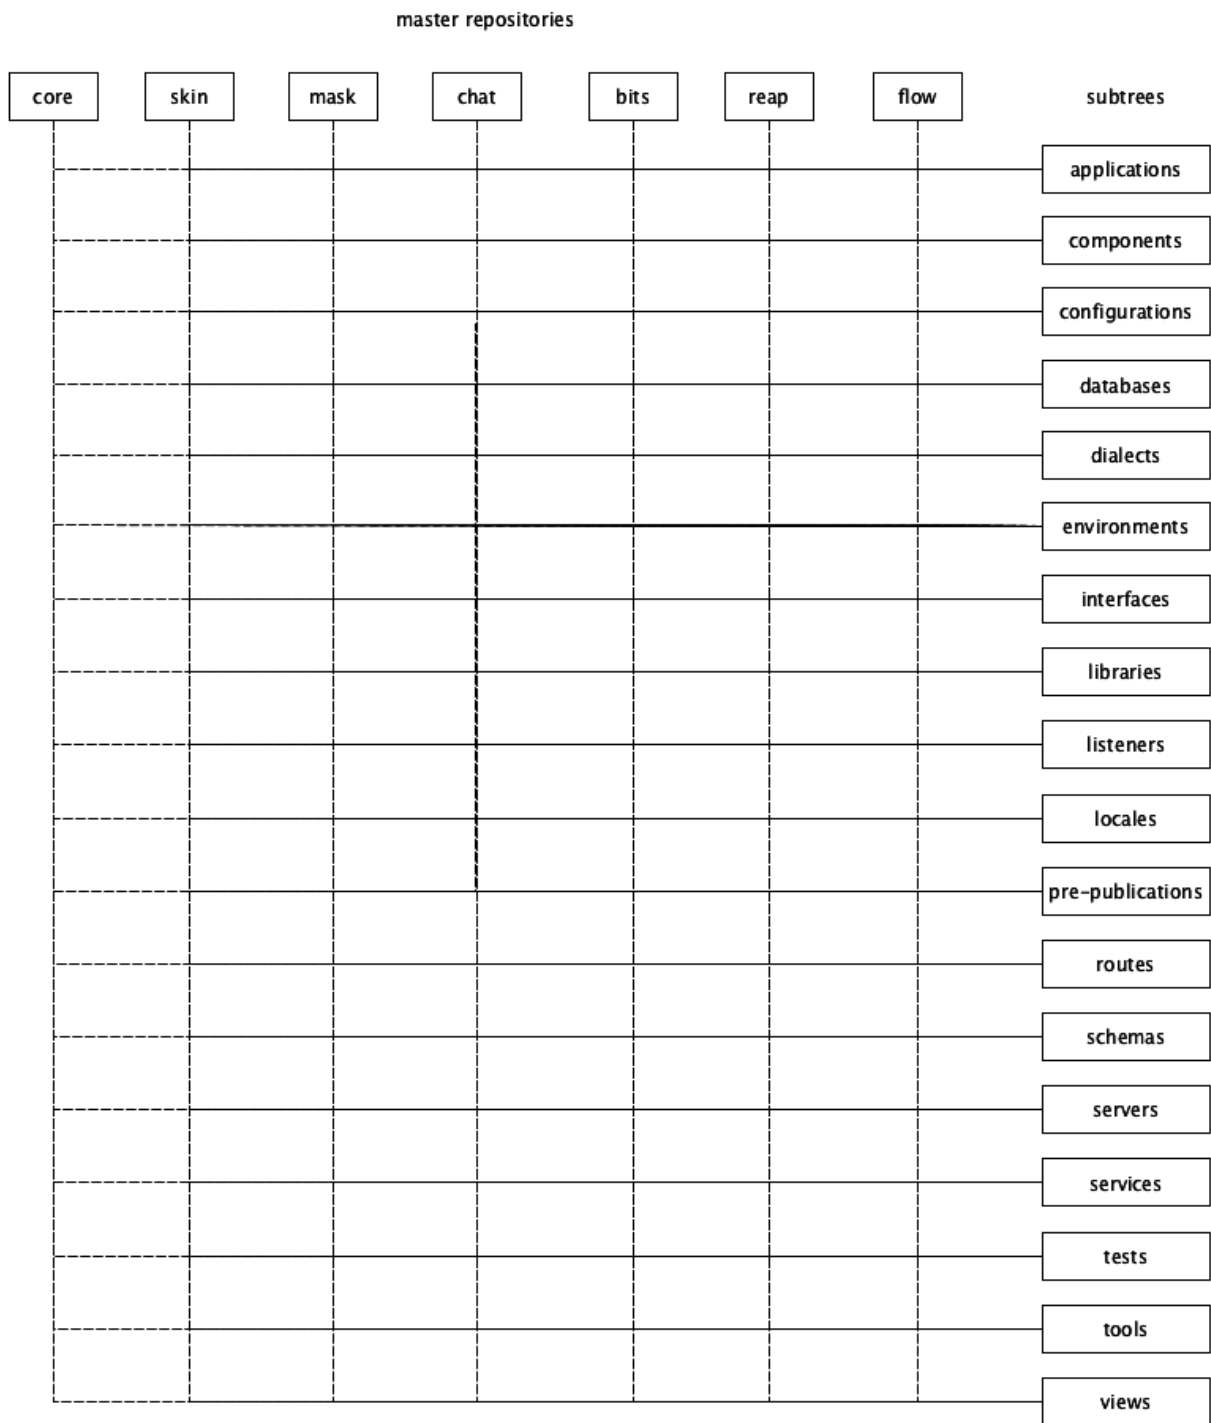 master repositories
core skin mask chat bits reap flow subtrees
applications
components
configurations
databases
dialects
environments
interfaces
libraries
listeners
locales
pre-publications
routes
schemas
servers
services
tests
tools
views